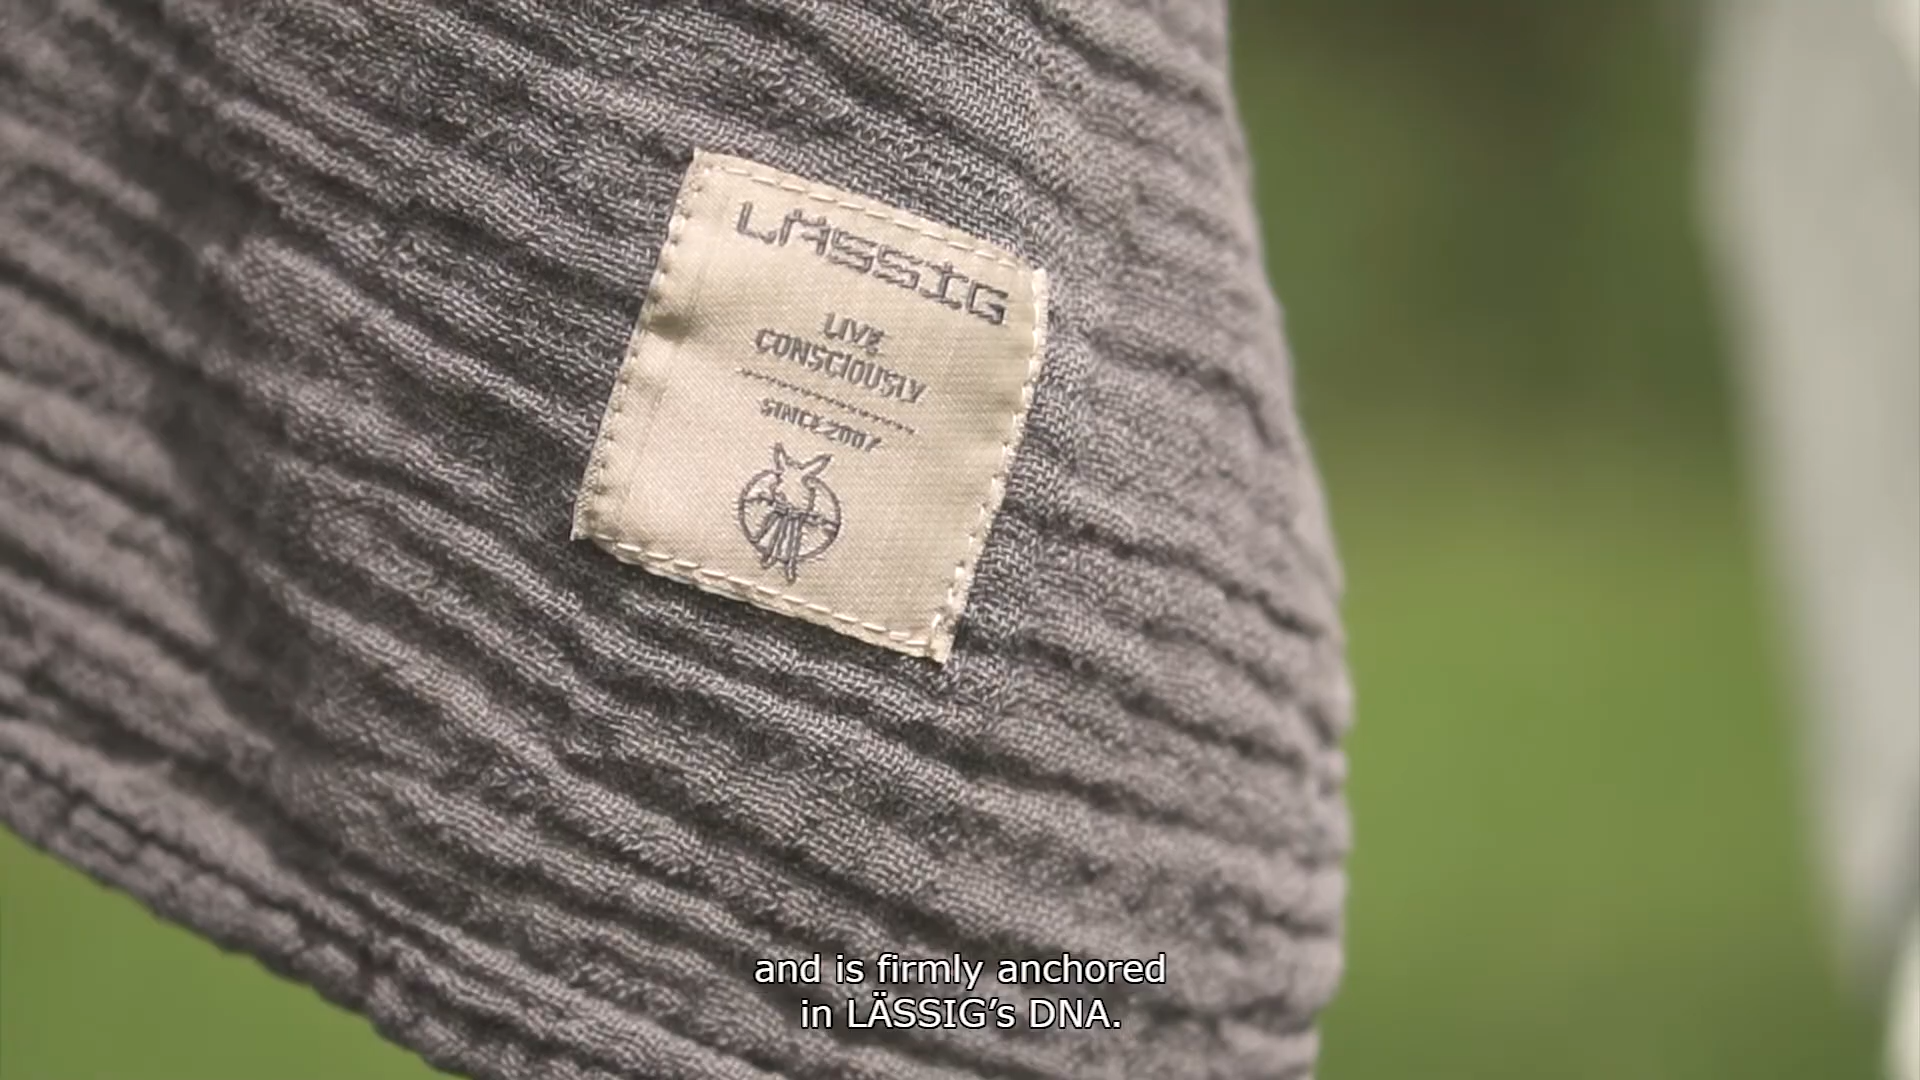 LÄSSIG
LIVE
CONSCIOUSLY
SINCE 2007
and is firmly anchored
in LÄSSIG’s DNA.